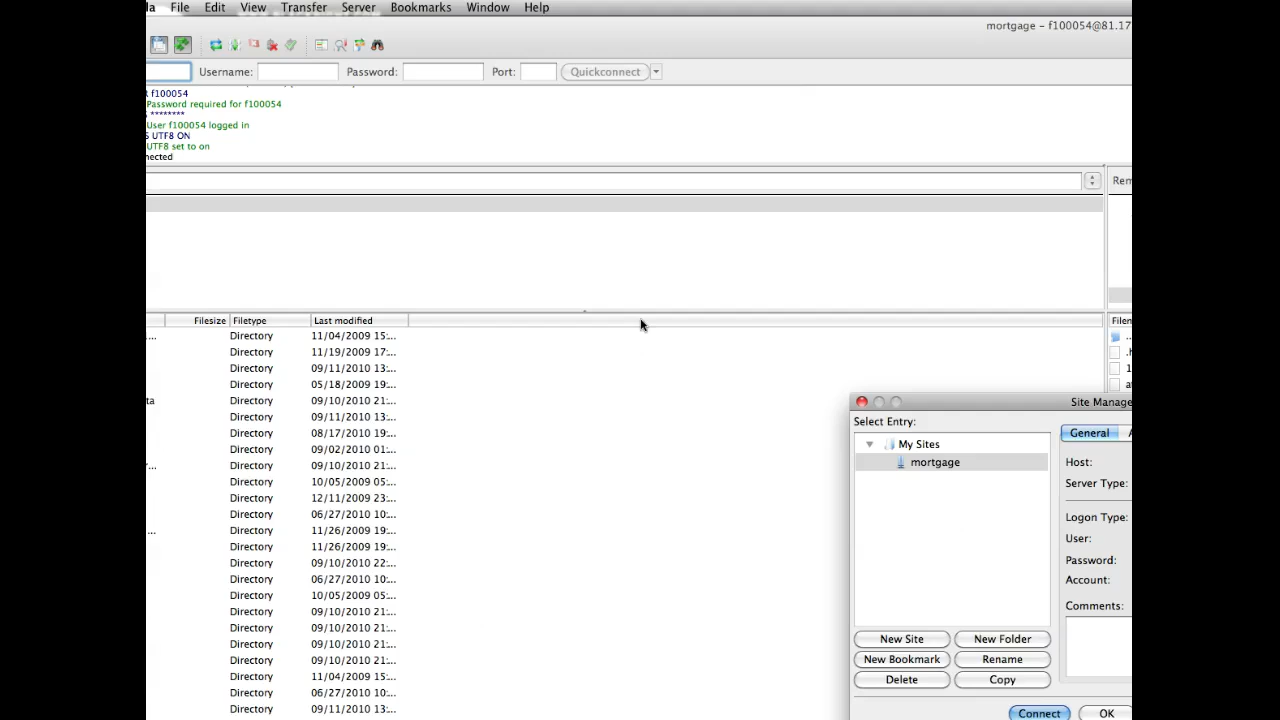 la File Edit View Transfer Server Bookmarks Window Help
mortgage – f100054@81.17
Username: Password: Port: Quickconnect
R f100054
Password required for f100054
********
User f100054 logged in
S UTF8 ON
UTF8 set to on
nected
Rem
Filesize Filetype Last modified Filen
... Directory 11/04/2009 15:... ..
Directory 11/19/2009 17:... .h
Directory 09/11/2010 13:... 1
Directory 05/18/2009 19:... at
ta Directory 09/10/2010 21:...
Directory 09/11/2010 13:...
Directory 08/17/2010 19:...
Directory 09/02/2010 01:...
r... Directory 09/10/2010 21:...
Directory 10/05/2009 05:...
Directory 12/11/2009 23:...
Directory 06/27/2010 10:...
... Directory 11/26/2009 19:...
Directory 11/26/2009 19:...
Directory 09/10/2010 22:...
Directory 06/27/2010 10:...
Directory 10/05/2009 05:...
Directory 09/10/2010 21:...
Directory 09/10/2010 21:...
Directory 09/10/2010 21:...
Directory 09/10/2010 21:...
Directory 11/04/2009 15:...
Directory 06/27/2010 10:...
Directory 09/11/2010 13:...
Site Manage
Select Entry:
My Sites
mortgage
General A
Host:
Server Type:
Logon Type:
User:
Password:
Account:
Comments:
New Site New Folder
New Bookmark Rename
Delete Copy
Connect OK